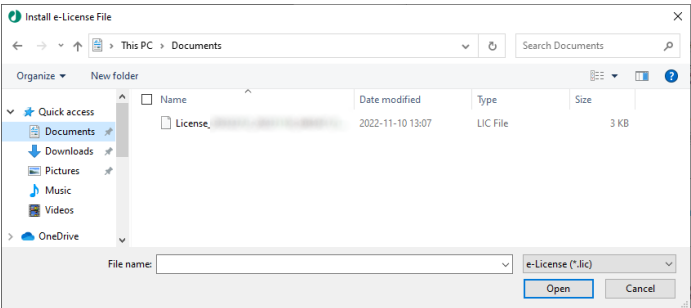 Install e-License File
This PC > Documents
Search Documents
Organize
New folder
?
Name Date modified Type Size
Quick access
License_ 2022-11-10 13:07 LIC File 3 KB
Documents
Downloads
Pictures
Music
Videos
OneDrive
File name:
e-License (*.lic)
Open Cancel